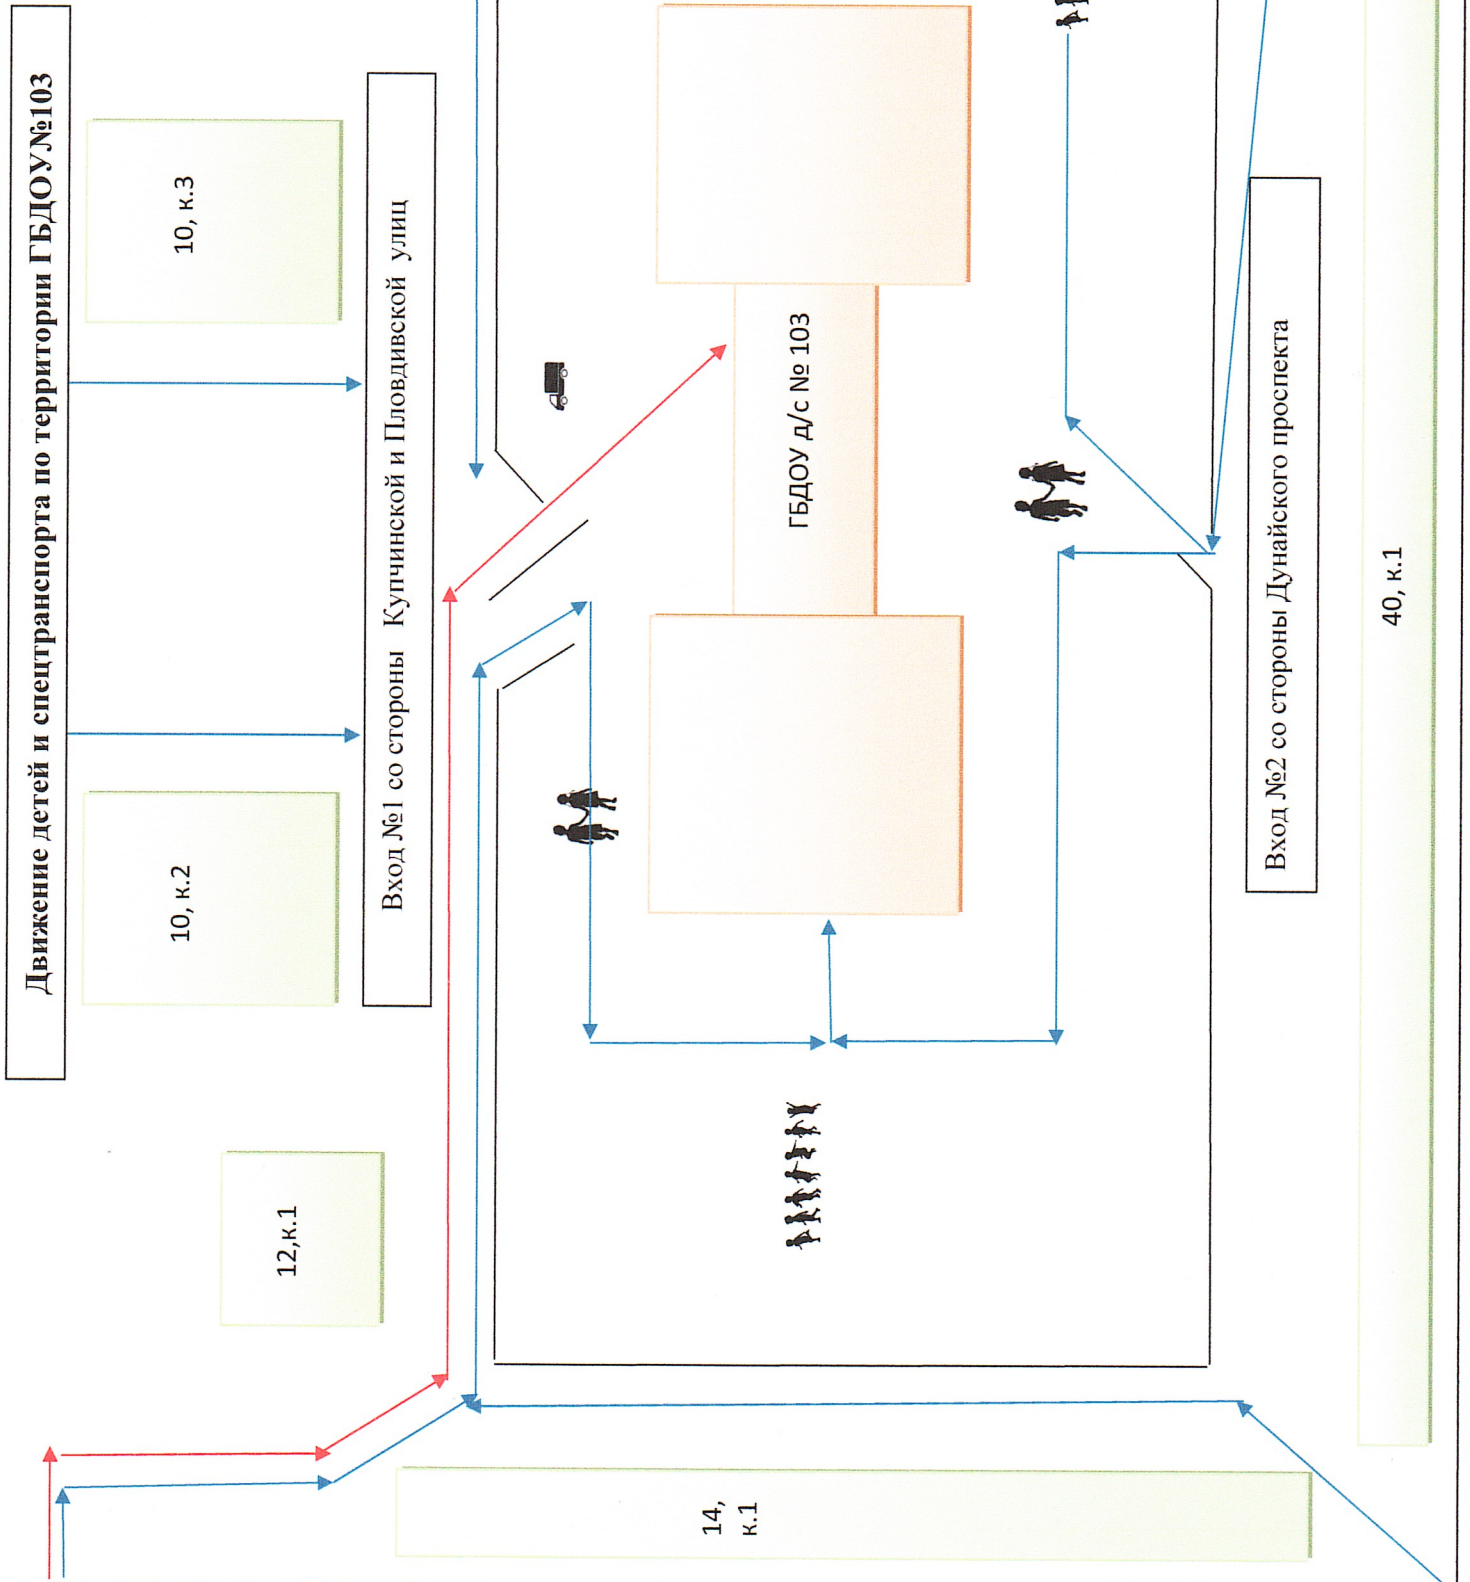 Движение детей и спецтранспорта по территории ГБДОУ№103
10, к.2
10, к.3
12,к.1
Вход №1 со стороны Купчинской и Пловдивской улиц
14,
к.1
ГБДОУ д/с № 103
Вход №2 со стороны Дунайского проспекта
40, к.1